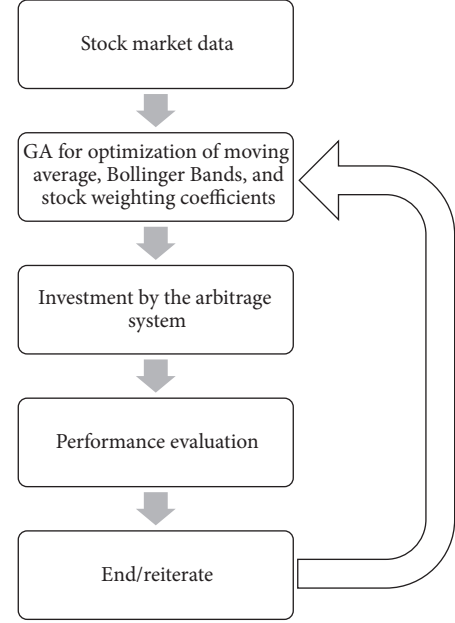 Stock market data
GA for optimization of moving
average, Bollinger Bands, and
stock weighting coefficients
Investment by the arbitrage
system
Performance evaluation
End/reiterate